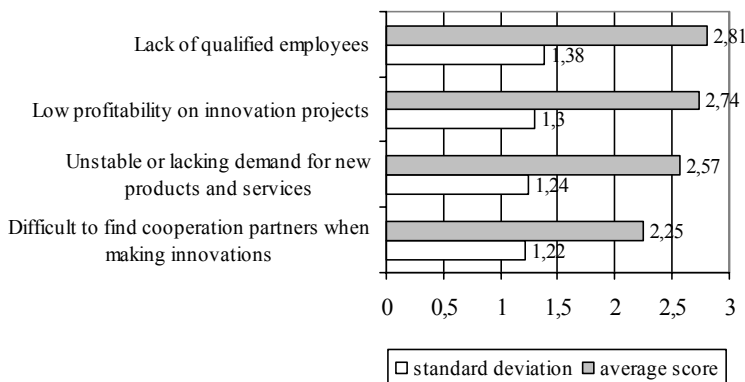 Lack of qualified employees
2,81
1,38
Low profitability on innovation projects
2,74
1,3
Unstable or lacking demand for new
products and services
2,57
1,24
Difficult to find cooperation partners when
making innovations
2,25
1,22
0 0,5 1 1,5 2 2,5 3
standard deviation average score